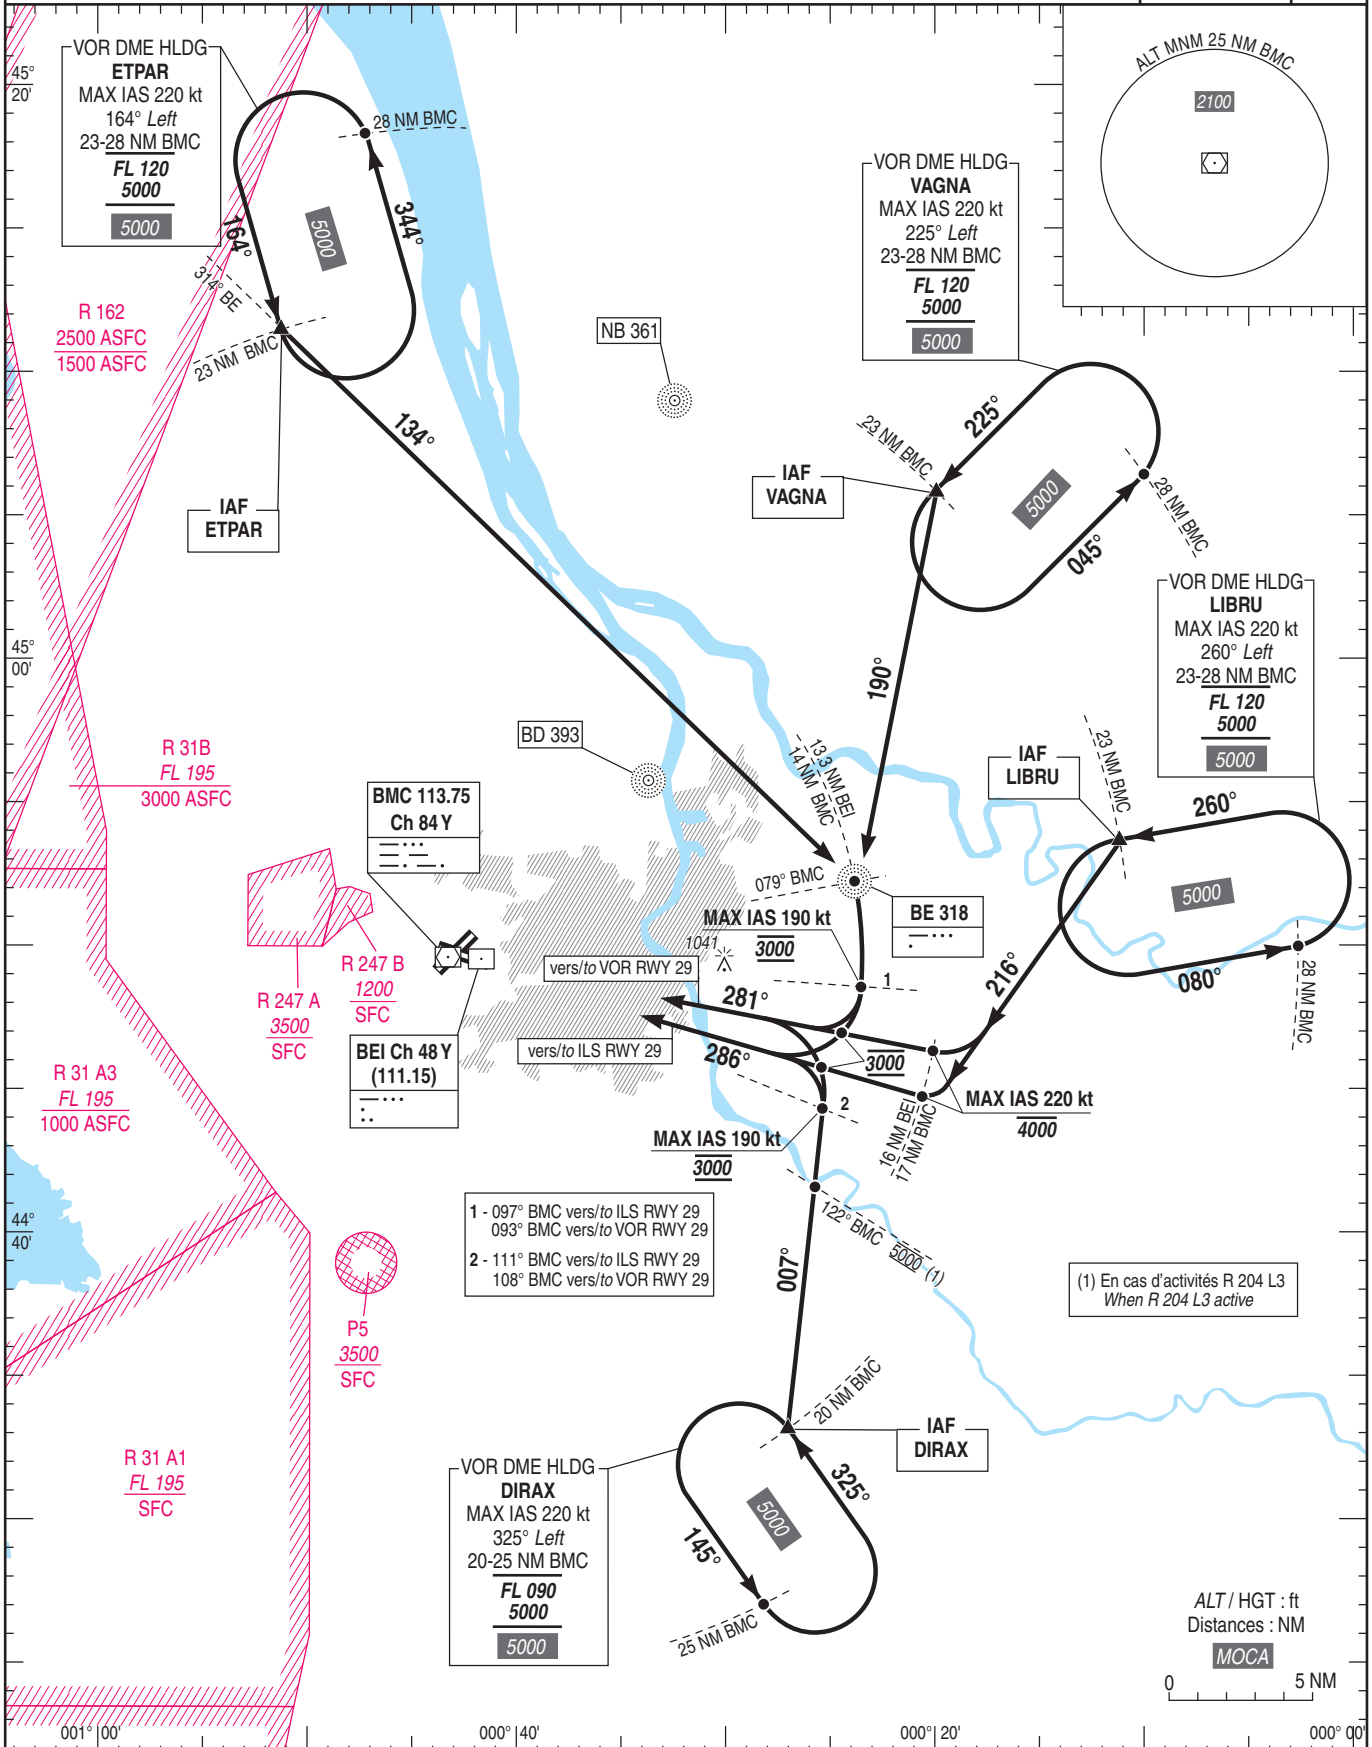 ALT MNM 25 NM BMC
2100
45°
20'
VOR DME HLDG
ETPAR
MAX IAS 220 kt
164° Left
23-28 NM BMC
FL 120
5000
5000
28 NM BMC
164°
344°
5000
314° BE
23 NM BMC
VOR DME HLDG
VAGNA
MAX IAS 220 kt
225° Left
23-28 NM BMC
FL 120
5000
5000
R 162
2500 ASFC
1500 ASFC
NB 361
134°
IAF
ETPAR
23 NM BMC
225°
IAF
VAGNA
5000
28 NM BMC
045°
190°
VOR DME HLDG
LIBRU
MAX IAS 220 kt
260° Left
23-28 NM BMC
FL 120
5000
5000
45°
00'
R 31B
FL 195
3000 ASFC
BD 393
13.3 NM BEI
14 NM BMC
IAF
LIBRU
23 NM BMC
260°
5000
080°
28 NM BMC
BMC 113.75
Ch 84 Y
079° BMC
BE 318
MAX IAS 190 kt
3000
1041
vers/to VOR RWY 29
1
216°
281°
R 247 B
1200
SFC
R 247 A
3500
SFC
BEI Ch 48 Y
(111.15)
vers/to ILS RWY 29
286°
3000
2
MAX IAS 220 kt
4000
16 NM BEI
17 NM BMC
MAX IAS 190 kt
3000
R 31 A3
FL 195
1000 ASFC
1 - 097° BMC vers/to ILS RWY 29
093° BMC vers/to VOR RWY 29
2 - 111° BMC vers/to ILS RWY 29
108° BMC vers/to VOR RWY 29
122° BMC
5000 (1)
007°
44°
40'
(1) En cas d'activités R 204 L3
When R 204 L3 active
P5
3500
SFC
20 NM BMC
IAF
DIRAX
R 31 A1
FL 195
SFC
VOR DME HLDG
DIRAX
MAX IAS 220 kt
325° Left
20-25 NM BMC
FL 090
5000
5000
325°
5000
145°
25 NM BMC
ALT / HGT : ft
Distances : NM
MOCA
0 5 NM
001° 00'
000° 40'
000° 20'
000° 00'